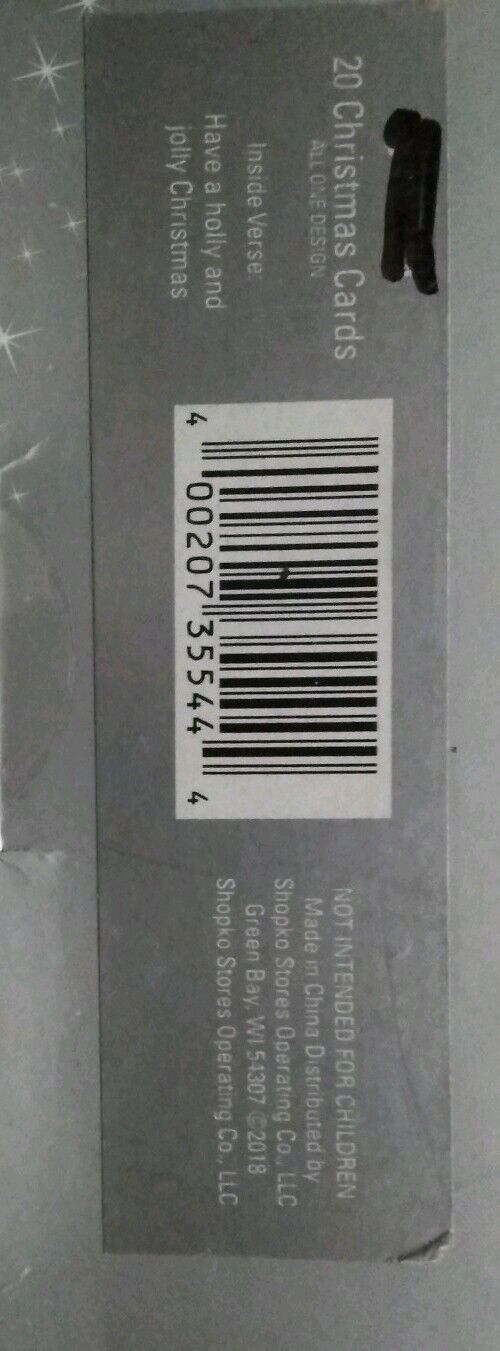 20 Christmas Cards
ALL ONE DESIGN
Inside Verse:
Have a holly and
jolly Christmas
4 00207 35544 4
NOT INTENDED FOR CHILDREN
Made in China Distributed by
Shopko Stores Operating Co., LLC
Green Bay, WI 54307 ©2018
Shopko Stores Operating Co., LLC